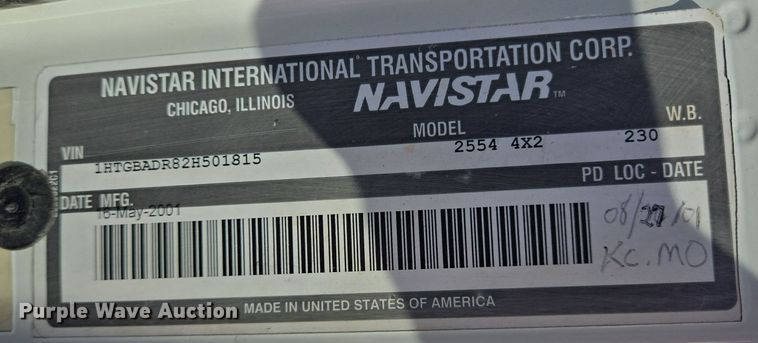 NAVISTAR INTERNATIONAL TRANSPORTATION CORP.
CHICAGO, ILLINOIS NAVISTAR™
VIN MODEL W.B.
1HTGBADR82H501815 2554 4X2 230
DATE MFG. PD LOC - DATE
16-May-2001
08/27/01
KC.MO
MADE IN UNITED STATES OF AMERICA
Purple Wave Auction